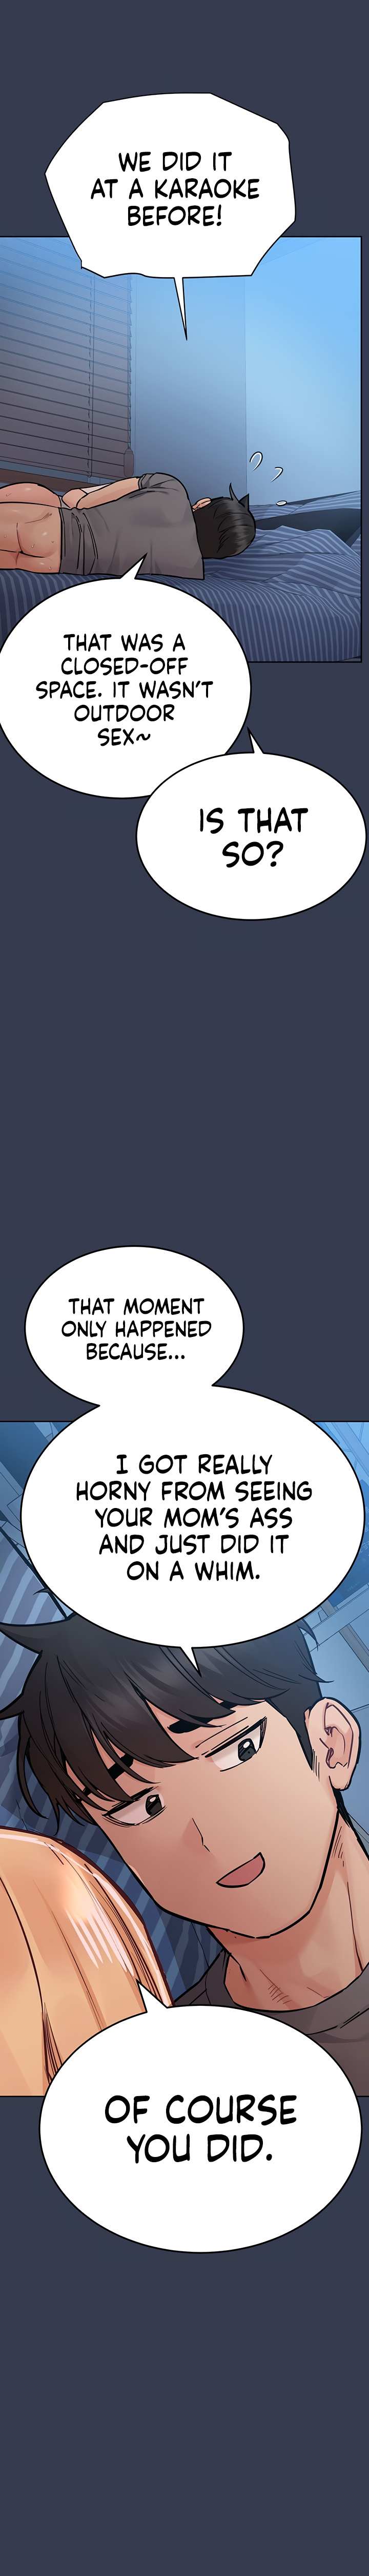 WE DID IT
AT A KARAOKE
BEFORE!
THAT WAS A
CLOSED-OFF
SPACE. IT WASN'T
OUTDOOR
SEX~
IS THAT
SO?
THAT MOMENT
ONLY HAPPENED
BECAUSE...
I GOT REALLY
HORNY FROM SEEING
YOUR MOM'S ASS
AND JUST DID IT
ON A WHIM.
OF COURSE
YOU DID.